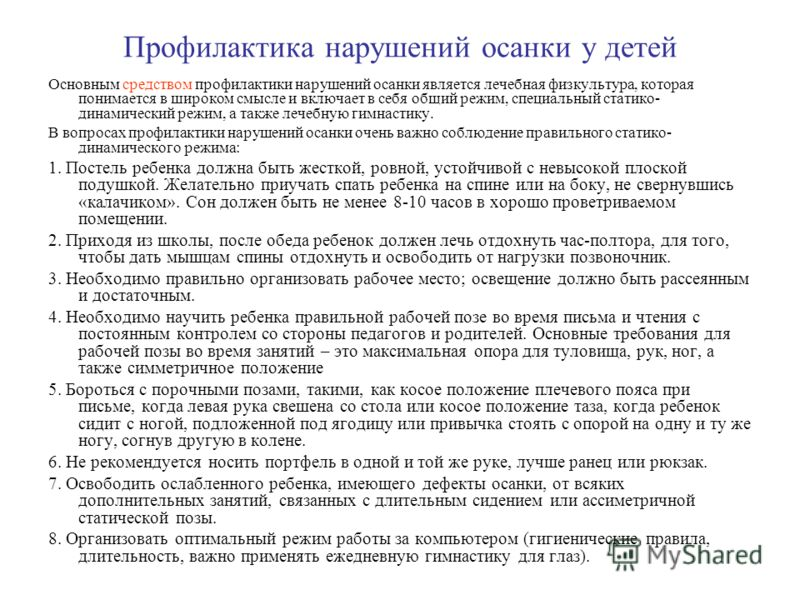 Профилактика нарушений осанки у детей
Основным средством профилактики нарушений осанки является лечебная физкультура, которая
понимается в широком смысле и включает в себя обший режим, специальный статико-
динамический режим, а также лечебную гимнастику.
В вопросах профилактики нарушений осанки очень важно соблюдение правильного статико-
динамического режима:
1. Постель ребенка должна быть жесткой, ровной, устойчивой с невысокой плоской
подушкой. Желательно приучать спать ребенка на спине или на боку, не свернувшись
«калачиком». Сон должен быть не менее 8-10 часов в хорошо проветриваемом
помещении.
2. Приходя из школы, после обеда ребенок должен лечь отдохнуть час-полтора, для того,
чтобы дать мышцам спины отдохнуть и освободить от нагрузки позвоночник.
3. Необходимо правильно организовать рабочее место; освещение должно быть рассеянным
и достаточным.
4. Необходимо научить ребенка правильной рабочей позе во время письма и чтения с
постоянным контролем со стороны педагогов и родителей. Основные требования для
рабочей позы во время занятий – это максимальная опора для туловища, рук, ног, а
также симметричное положение
5. Бороться с порочными позами, такими, как косое положение плечевого пояса при
письме, когда левая рука свешена со стола или косое положение таза, когда ребенок
сидит с ногой, подложенной под ягодицу или привычка стоять с опорой на одну и ту же
ногу, согнув другую в колене.
6. Не рекомендуется носить портфель в одной и той же руке, лучше ранец или рюкзак.
7. Освободить ослабленного ребенка, имеющего дефекты осанки, от всяких
дополнительных занятий, связанных с длительным сидением или ассиметричной
статической позы.
8. Организовать оптимальный режим работы за компьютером (гигиенические правила,
длительность, важно применять ежедневную гимнастику для глаз).
MyShared